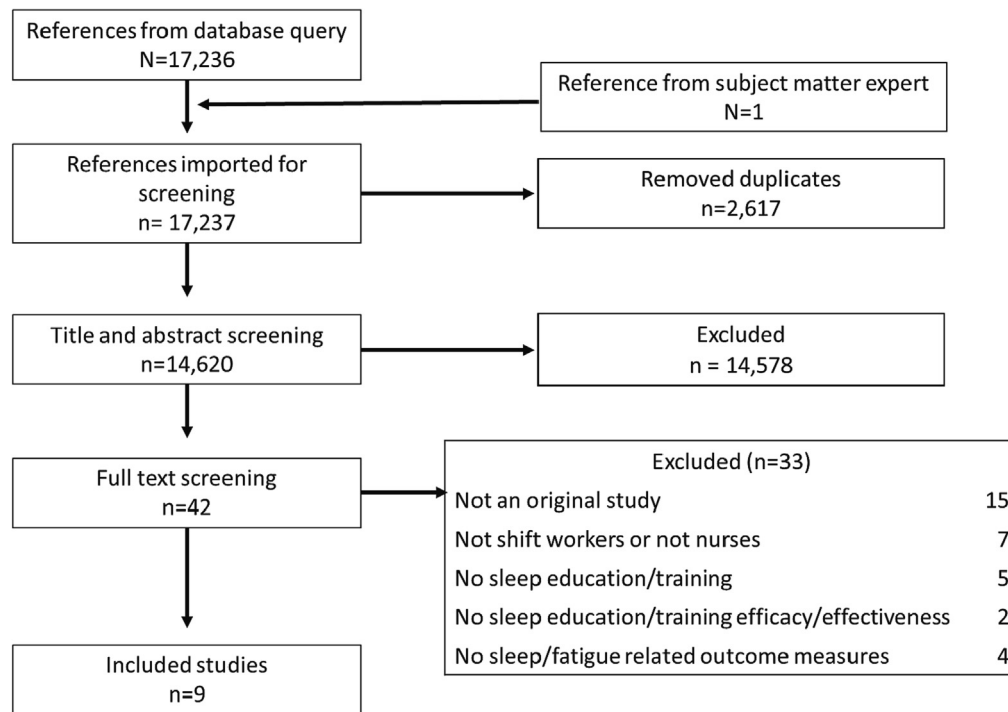 References from database query
N=17,236
Reference from subject matter expert
N=1
References imported for
screening
n= 17,237
Removed duplicates
n=2,617
Title and abstract screening
n=14,620
Excluded
n = 14,578
Full text screening
n=42
Excluded (n=33)
Not an original study 15
Not shift workers or not nurses 7
No sleep education/training 5
No sleep education/training efficacy/effectiveness 2
No sleep/fatigue related outcome measures 4
Included studies
n=9